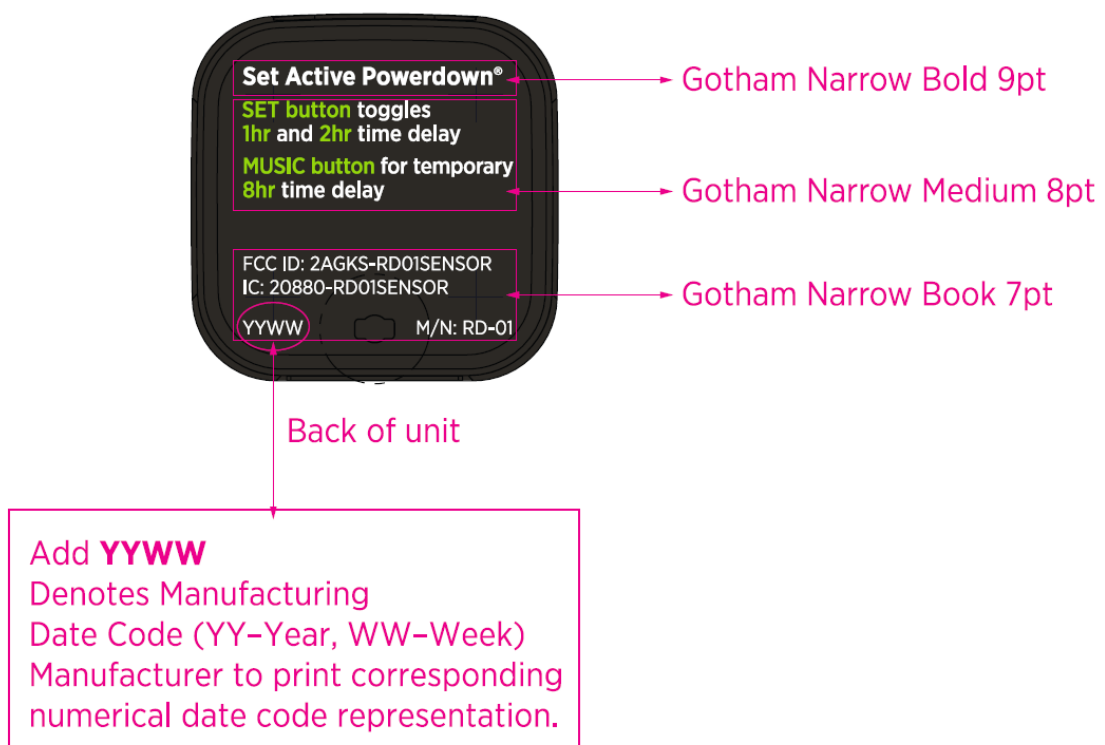 Set Active Powerdown®
Gotham Narrow Bold 9pt
SET button toggles
1hr and 2hr time delay
MUSIC button for temporary
8hr time delay
Gotham Narrow Medium 8pt
FCC ID: 2AGKS-RD01SENSOR
IC: 20880-RD01SENSOR
Gotham Narrow Book 7pt
YYWW M/N: RD-01
Back of unit
Add YYWW
Denotes Manufacturing
Date Code (YY–Year, WW–Week)
Manufacturer to print corresponding
numerical date code representation.